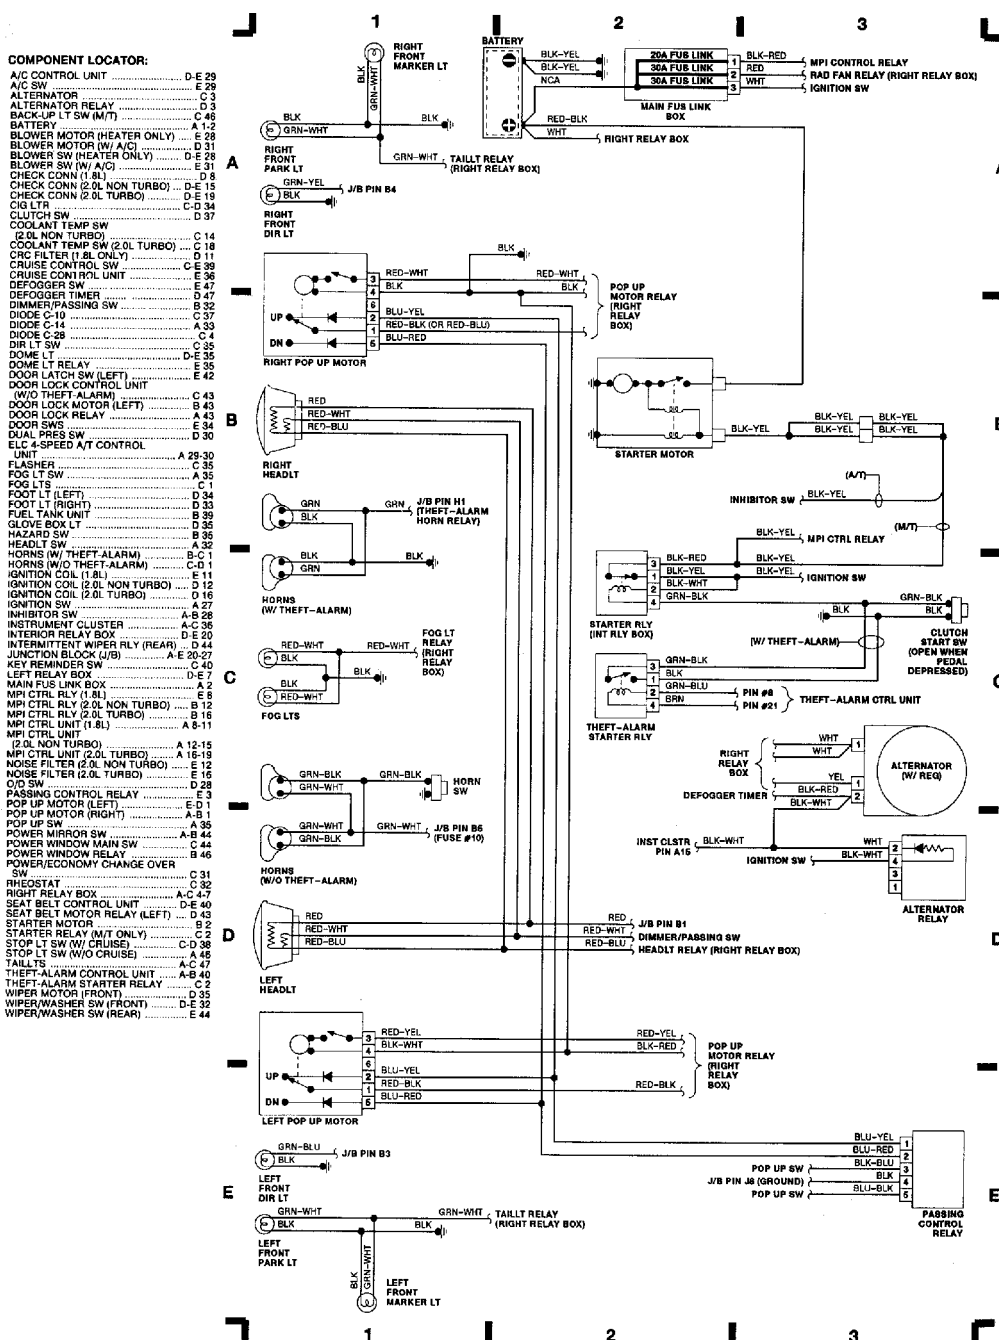 1
2
3
COMPONENT LOCATOR:
A/C CONTROL UNIT ... D-E 29
A/C SW ... E 29
ALTERNATOR ... C 3
ALTERNATOR RELAY ... D 3
BACK-UP LT SW (M/T) ... C 46
BATTERY ... A 1-2
BLOWER MOTOR (HEATER ONLY) ... E 28
BLOWER MOTOR (W/ A/C) ... D 31
BLOWER SW (HEATER ONLY) ... D-E 28
BLOWER SW (W/ A/C) ... E 31
CHECK CONN (1.8L) ... D 8
CHECK CONN (2.0L NON TURBO) ... D-E 15
CHECK CONN (2.0L TURBO) ... D-E 19
CIG LTR ... C-D 34
CLUTCH SW ... D 37
COOLANT TEMP SW
(2.0L NON TURBO) ... C 14
COOLANT TEMP SW (2.0L TURBO) ... C 18
CRC FILTER (1.8L ONLY) ... D 11
CRUISE CONTROL SW ... C-E 39
CRUISE CONTROL UNIT ... E 36
DEFOGGER SW ... E 47
DEFOGGER TIMER ... D 47
DIMMER/PASSING SW ... B 32
DIODE C-10 ... C 37
DIODE C-14 ... A 33
DIODE C-28 ... C 4
DIR LT SW ... C 35
DOME LT ... D-E 35
DOME LT RELAY ... E 35
DOOR LATCH SW (LEFT) ... E 42
DOOR LOCK CONTROL UNIT
(W/O THEFT-ALARM) ... C 43
DOOR LOCK MOTOR (LEFT) ... B 43
DOOR LOCK RELAY ... A 43
DOOR SWS ... E 34
DUAL PRES SW ... D 30
ELC 4-SPEED A/T CONTROL
UNIT ... A 29-30
FLASHER ... C 35
FOG LT SW ... A 35
FOG LTS ... C 1
FOOT LT (LEFT) ... D 34
FOOT LT (RIGHT) ... D 33
FUEL TANK UNIT ... B 39
GLOVE BOX LT ... D 35
HAZARD SW ... B 35
HEADLT SW ... A 32
HORNS (W/ THEFT-ALARM) ... B-C 1
HORNS (W/O THEFT-ALARM) ... C-D 1
IGNITION COIL (1.8L) ... E 11
IGNITION COIL (2.0L NON TURBO) ... D 12
IGNITION COIL (2.0L TURBO) ... D 16
IGNITION SW ... A 27
INHIBITOR SW ... A-B 28
INSTRUMENT CLUSTER ... A-C 36
INTERIOR RELAY BOX ... D-E 20
INTERMITTENT WIPER RLY (REAR) ... D 44
JUNCTION BLOCK (J/B) ... A-E 20-27
KEY REMINDER SW ... C 40
LEFT RELAY BOX ... D-E 7
MAIN FUS LINK BOX ... A 2
MPI CTRL RLY (1.8L) ... E 8
MPI CTRL RLY (2.0L NON TURBO) ... B 12
MPI CTRL RLY (2.0L TURBO) ... B 16
MPI CTRL UNIT (1.8L) ... A 8-11
MPI CTRL UNIT
(2.0L NON TURBO) ... A 12-15
MPI CTRL UNIT (2.0L TURBO) ... A 16-19
NOISE FILTER (2.0L NON TURBO) ... E 12
NOISE FILTER (2.0L TURBO) ... E 16
O/D SW ... D 28
PASSING CONTROL RELAY ... E 3
POP UP MOTOR (LEFT) ... E-D 1
POP UP MOTOR (RIGHT) ... A-B 1
POP UP SW ... A 35
POWER MIRROR SW ... A-B 44
POWER WINDOW MAIN SW ... C 44
POWER WINDOW RELAY ... B 46
POWER/ECONOMY CHANGE OVER
SW ... C 31
RHEOSTAT ... C 32
RIGHT RELAY BOX ... A-C 4-7
SEAT BELT CONTROL UNIT ... D-E 40
SEAT BELT MOTOR RELAY (LEFT) ... D 43
STARTER MOTOR ... B 2
STARTER RELAY (M/T ONLY) ... C 2
STOP LT SW (W/ CRUISE) ... C-D 38
STOP LT SW (W/O CRUISE) ... A 46
TAILLTS ... A-C 47
THEFT-ALARM CONTROL UNIT ... A-B 40
THEFT-ALARM STARTER RELAY ... C 2
WIPER MOTOR (FRONT) ... D 35
WIPER/WASHER SW (FRONT) ... D-E 32
WIPER/WASHER SW (REAR) ... E 44
A
RIGHT
FRONT
MARKER LT
BLK
GRN-WHT
BLK
BLK
GRN-WHT
RIGHT
FRONT
PARK LT
GRN-WHT
TAILLT RELAY
(RIGHT RELAY BOX)
GRN-YEL
J/B PIN B4
BLK
RIGHT
FRONT
DIR LT
BATTERY
BLK-YEL
BLK-YEL
NCA
20A FUS LINK
30A FUS LINK
30A FUS LINK
1
2
3
MAIN FUS LINK
BOX
BLK-RED
RED
WHT
MPI CONTROL RELAY
RAD FAN RELAY (RIGHT RELAY BOX)
IGNITION SW
RED-BLK
WHT
RIGHT RELAY BOX
BLK
3
4
6
2
1
5
RED-WHT
BLK
BLU-YEL
RED-BLK (OR RED-BLU)
BLU-RED
RED-WHT
BLK
POP UP
MOTOR RELAY
(RIGHT
RELAY
BOX)
UP
DN
RIGHT POP UP MOTOR
B
RED
RED-WHT
RED-BLU
RIGHT
HEADLT
STARTER MOTOR
BLK-YEL
BLK-YEL
BLK-YEL
BLK-YEL
BLK-YEL
(A/T)
INHIBITOR SW
BLK-YEL
(M/T)
GRN
BLK
GRN
J/B PIN H1
(THEFT-ALARM
HORN RELAY)
BLK
GRN
BLK
HORNS
(W/ THEFT-ALARM)
BLK-YEL
MPI CTRL RELAY
3
1
2
4
BLK-RED
BLK-YEL
BLK-WHT
GRN-BLK
BLK-YEL
BLK-YEL
IGNITION SW
STARTER RLY
(INT RLY BOX)
BLK
GRN-BLK
BLK
CLUTCH
START SW
(OPEN WHEN
PEDAL
DEPRESSED)
(W/ THEFT-ALARM)
C
RED-WHT
BLK
BLK
RED-WHT
RED-WHT
BLK
FOG LT
RELAY
(RIGHT
RELAY
BOX)
FOG LTS
3
1
2
4
GRN-BLK
BLK
GRN-BLU
BRN
PIN #8
PIN #21
THEFT-ALARM CTRL UNIT
THEFT-ALARM
STARTER RLY
RIGHT
RELAY
BOX
WHT
WHT
YEL
DEFOGGER TIMER
BLK-RED
BLK-WHT
1
1
2
ALTERNATOR
(W/ REG)
GRN-BLK
GRN-WHT
GRN-BLK
HORN
SW
GRN-WHT
GRN-BLK
GRN-WHT
J/B PIN B5
(FUSE #10)
HORNS
(W/O THEFT-ALARM)
INST CLSTR
PIN A15
BLK-WHT
IGNITION SW
WHT
BLK-WHT
2
4
3
1
ALTERNATOR
RELAY
D
RED
RED-WHT
RED-BLU
LEFT
HEADLT
RED
RED-WHT
RED-BLU
J/B PIN B1
DIMMER/PASSING SW
HEADLT RELAY (RIGHT RELAY BOX)
D
3
4
6
2
1
5
RED-YEL
BLK-WHT
BLU-YEL
RED-BLK
BLU-RED
RED-YEL
BLK-RED
RED-BLK
POP UP
MOTOR RELAY
(RIGHT
RELAY
BOX)
UP
DN
LEFT POP UP MOTOR
E
GRN-BLU
J/B PIN B3
BLK
LEFT
FRONT
DIR LT
BLU-YEL
BLU-RED
BLK-BLU
BLK
BLU-BLK
1
2
3
4
5
POP UP SW
J/B PIN J8 (GROUND)
POP UP SW
PASSING
CONTROL
RELAY
E
GRN-WHT
BLK
GRN-WHT
BLK
TAILLT RELAY
(RIGHT RELAY BOX)
LEFT
FRONT
PARK LT
BLK
GRN-WHT
LEFT
FRONT
MARKER LT
1
2
3